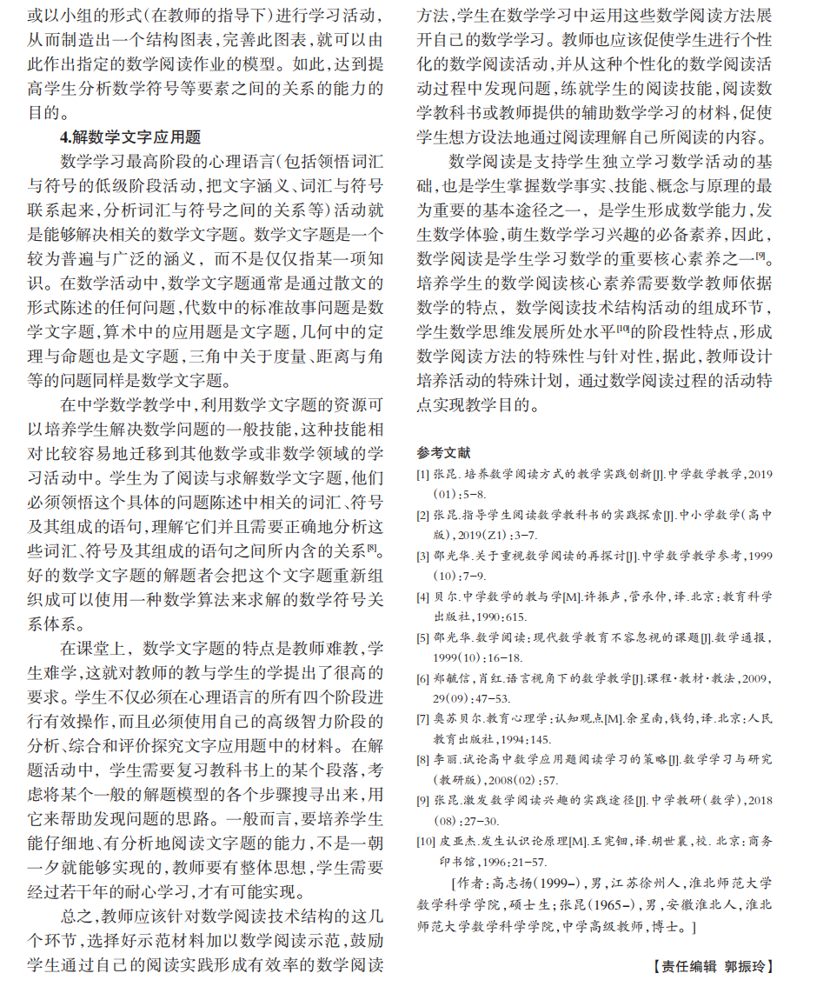 或以小组的形式(在教师的指导下)进行学习活动，
从而制造出一个结构图表，完善此图表，就可以由
此作出指定的数学阅读作业的模型。如此，达到提
高学生分析数学符号等要素之间的关系的能力的
目的。
4.解数学文字应用题
数学学习最高阶段的心理语言(包括领悟词汇
与符号的低级阶段活动，把文字涵义、词汇与符号
联系起来，分析词汇与符号之间的关系等)活动就
是能够解决相关的数学文字题。数学文字题是一个
较为普遍与广泛的涵义，而不是仅仅指某一项知
识。在数学活动中，数学文字题通常是通过散文的
形式陈述的任何问题，代数中的标准故事问题是数
学文字题，算术中的应用题是文字题，几何中的定
理与命题也是文字题，三角中关于度量、距离与角
等的问题同样是数学文字题。
在中学数学教学中，利用数学文字题的资源可
以培养学生解决数学问题的一般技能，这种技能相
对比较容易地迁移到其他数学或非数学领域的学
习活动中。学生为了阅读与求解数学文字题，他们
必须领悟这个具体的问题陈述中相关的词汇、符号
及其组成的语句，理解它们并且需要正确地分析这
些词汇、符号及其组成的语句之间所内含的关系[8]。
好的数学文字题的解题者会把这个文字题重新组
织成可以使用一种数学算法来求解的数学符号关
系体系。
在课堂上，数学文字题的特点是教师难教，学
生难学，这就对教师的教与学生的学提出了很高的
要求。学生不仅必须在心理语言的所有四个阶段进
行有效操作，而且必须使用自己的高级智力阶段的
分析、综合和评价探究文字应用题中的材料。在解
题活动中，学生需要复习教科书上的某个段落，考
虑将某个一般的解题模型的各个步骤搜寻出来，用
它来帮助发现问题的思路。一般而言，要培养学生
能仔细地、有分析地阅读文字题的能力，不是一朝
一夕就能够实现的，教师要有整体思想，学生需要
经过若干年的耐心学习，才有可能实现。
总之，教师应该针对数学阅读技术结构的这几
个环节，选择好示范材料加以数学阅读示范，鼓励
学生通过自己的阅读实践形成有效率的数学阅读
方法，学生在数学学习中运用这些数学阅读方法展
开自己的数学学习。教师也应该促使学生进行个性
化的数学阅读活动，并从这种个性化的数学阅读活
动过程中发现问题，练就学生的阅读技能，阅读数
学教科书或教师提供的辅助数学学习的材料，促使
学生想方设法地通过阅读理解自己所阅读的内容。
数学阅读是支持学生独立学习数学活动的基
础，也是学生掌握数学事实、技能、概念与原理的最
为重要的基本途径之一，是学生形成数学能力，发
生数学体验，萌生数学学习兴趣的必备素养，因此，
数学阅读是学生学习数学的重要核心素养之一[9]。
培养学生的数学阅读核心素养需要数学教师依据
数学的特点，数学阅读技术结构活动的组成环节，
学生数学思维发展所处水平[10]的阶段性特点，形成
数学阅读方法的特殊性与针对性，据此，教师设计
培养活动的特殊计划，通过数学阅读过程的活动特
点实现教学目的。
参考文献
[1] 张昆.培养数学阅读方式的教学实践创新[J].中学数学教学，2019
(01)：5-8.
[2] 张昆.指导学生阅读数学教科书的实践探索[J].中小学数学(高中
版)，2019(Z1)：3-7.
[3] 邵光华.关于重视数学阅读的再探讨[J].中学数学教学参考，1999
(10)：7-9.
[4] 贝尔.中学数学的教与学[M].许振声，管承仲，译.北京：教育科学
出版社，1990：615.
[5] 邵光华.数学阅读：现代数学教育不容忽视的课题[J].数学通报，
1999(10)：16-18.
[6] 郑毓信，肖红.语言视角下的数学教学[J].课程·教材·教法，2009，
29(09)：47-53.
[7] 奥苏贝尔.教育心理学：认知观点[M].余星南，钱钧，译.北京：人民
教育出版社，1994：145.
[8] 李丽.试论高中数学应用题阅读学习的策略[J].数学学习与研究
(教研版)，2008(02)：57.
[9] 张昆.激发数学阅读兴趣的实践途径[J].中学教研(数学)，2018
(08)：27-30.
[10] 皮亚杰.发生认识论原理[M].王宪钿，译.胡世襄，校.北京：商务
印书馆，1996：21-57.
[作者：高志扬(1999-)，男，江苏徐州人，淮北师范大学
数学科学学院，硕士生；张昆(1965-)，男，安徽淮北人，淮北
师范大学数学科学学院，中学高级教师，博士。]
【责任编辑 郭振玲】